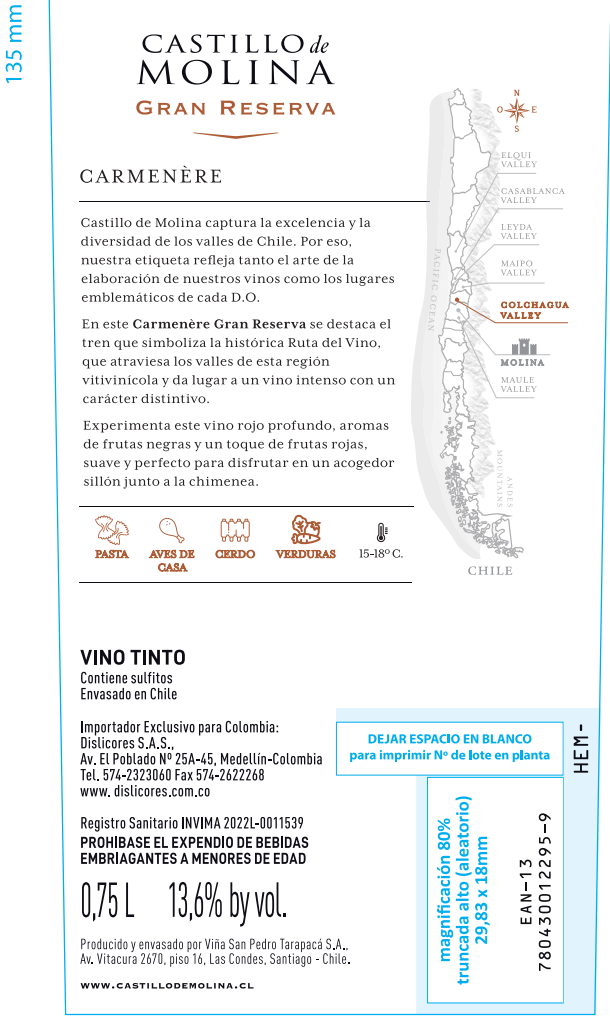 135 mm
CASTILLO de
MOLINA
GRAN RESERVA
CARMENÈRE
Castillo de Molina captura la excelencia y la
diversidad de los valles de Chile. Por eso,
nuestra etiqueta refleja tanto el arte de la
elaboración de nuestros vinos como los lugares
emblemáticos de cada D.O.
En este Carmenère Gran Reserva se destaca el
tren que simboliza la histórica Ruta del Vino,
que atraviesa los valles de esta región
vitivinícola y da lugar a un vino intenso con un
carácter distintivo.
Experimenta este vino rojo profundo, aromas
de frutas negras y un toque de frutas rojas,
suave y perfecto para disfrutar en un acogedor
sillón junto a la chimenea.
PASTA
AVES DE
CASA
CERDO
VERDURAS
15-18º C.
N
O
E
S
ELQUI
VALLEY
CASABLANCA
VALLEY
LEYDA
VALLEY
MAIPO
VALLEY
COLCHAGUA
VALLEY
MOLINA
MAULE
VALLEY
PACIFIC OCEAN
ANDES
MOUNTAINS
CHILE
VINO TINTO
Contiene sulfitos
Envasado en Chile
Importador Exclusivo para Colombia:
Dislicores S.A.S.,
Av. El Poblado Nº 25A-45, Medellín-Colombia
Tel. 574-2323060 Fax 574-2622268
www. dislicores.com.co
Registro Sanitario INVIMA 2022L-0011539
PROHIBASE EL EXPENDIO DE BEBIDAS
EMBRIAGANTES A MENORES DE EDAD
0,75 L 13,6% by vol.
Producido y envasado por Viña San Pedro Tarapacá S.A.,
Av. Vitacura 2670, piso 16, Las Condes, Santiago - Chile.
WWW.CASTILLODEMOLINA.CL
DEJAR ESPACIO EN BLANCO
para imprimir Nº de lote en planta
HEM-
magnificación 80%
truncada alto (aleatorio)
29,83 x 18mm
EAN-13
780430012295-9